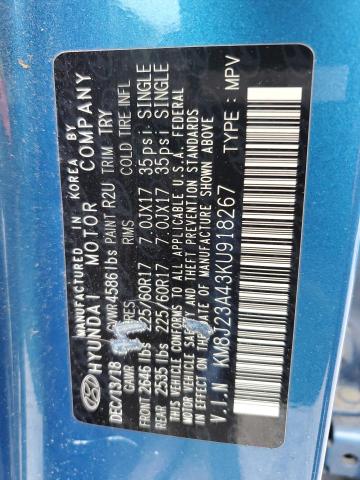 MANUFACTURED IN KOREA BY
HYUNDAI MOTOR COMPANY
DEC/13/18 GVWR 4586 lbs PAINT R2U TRIM TRY
TIRES RIMS COLD TIRE INFL
FRONT 2646 lbs 225/60R17 7.0JX17 35psi SINGLE
REAR 2535 lbs 225/60R17 7.0JX17 35psi SINGLE
THIS VEHICLE CONFORMS TO ALL APPLICABLE U.S.A. FEDERAL
MOTOR VEHICLE SAFETY AND THEFT PREVENTION STANDARDS
IN EFFECT ON THE DATE OF MANUFACTURE SHOWN ABOVE
V.I.N: KM8J23A43KU918267 TYPE: MPV